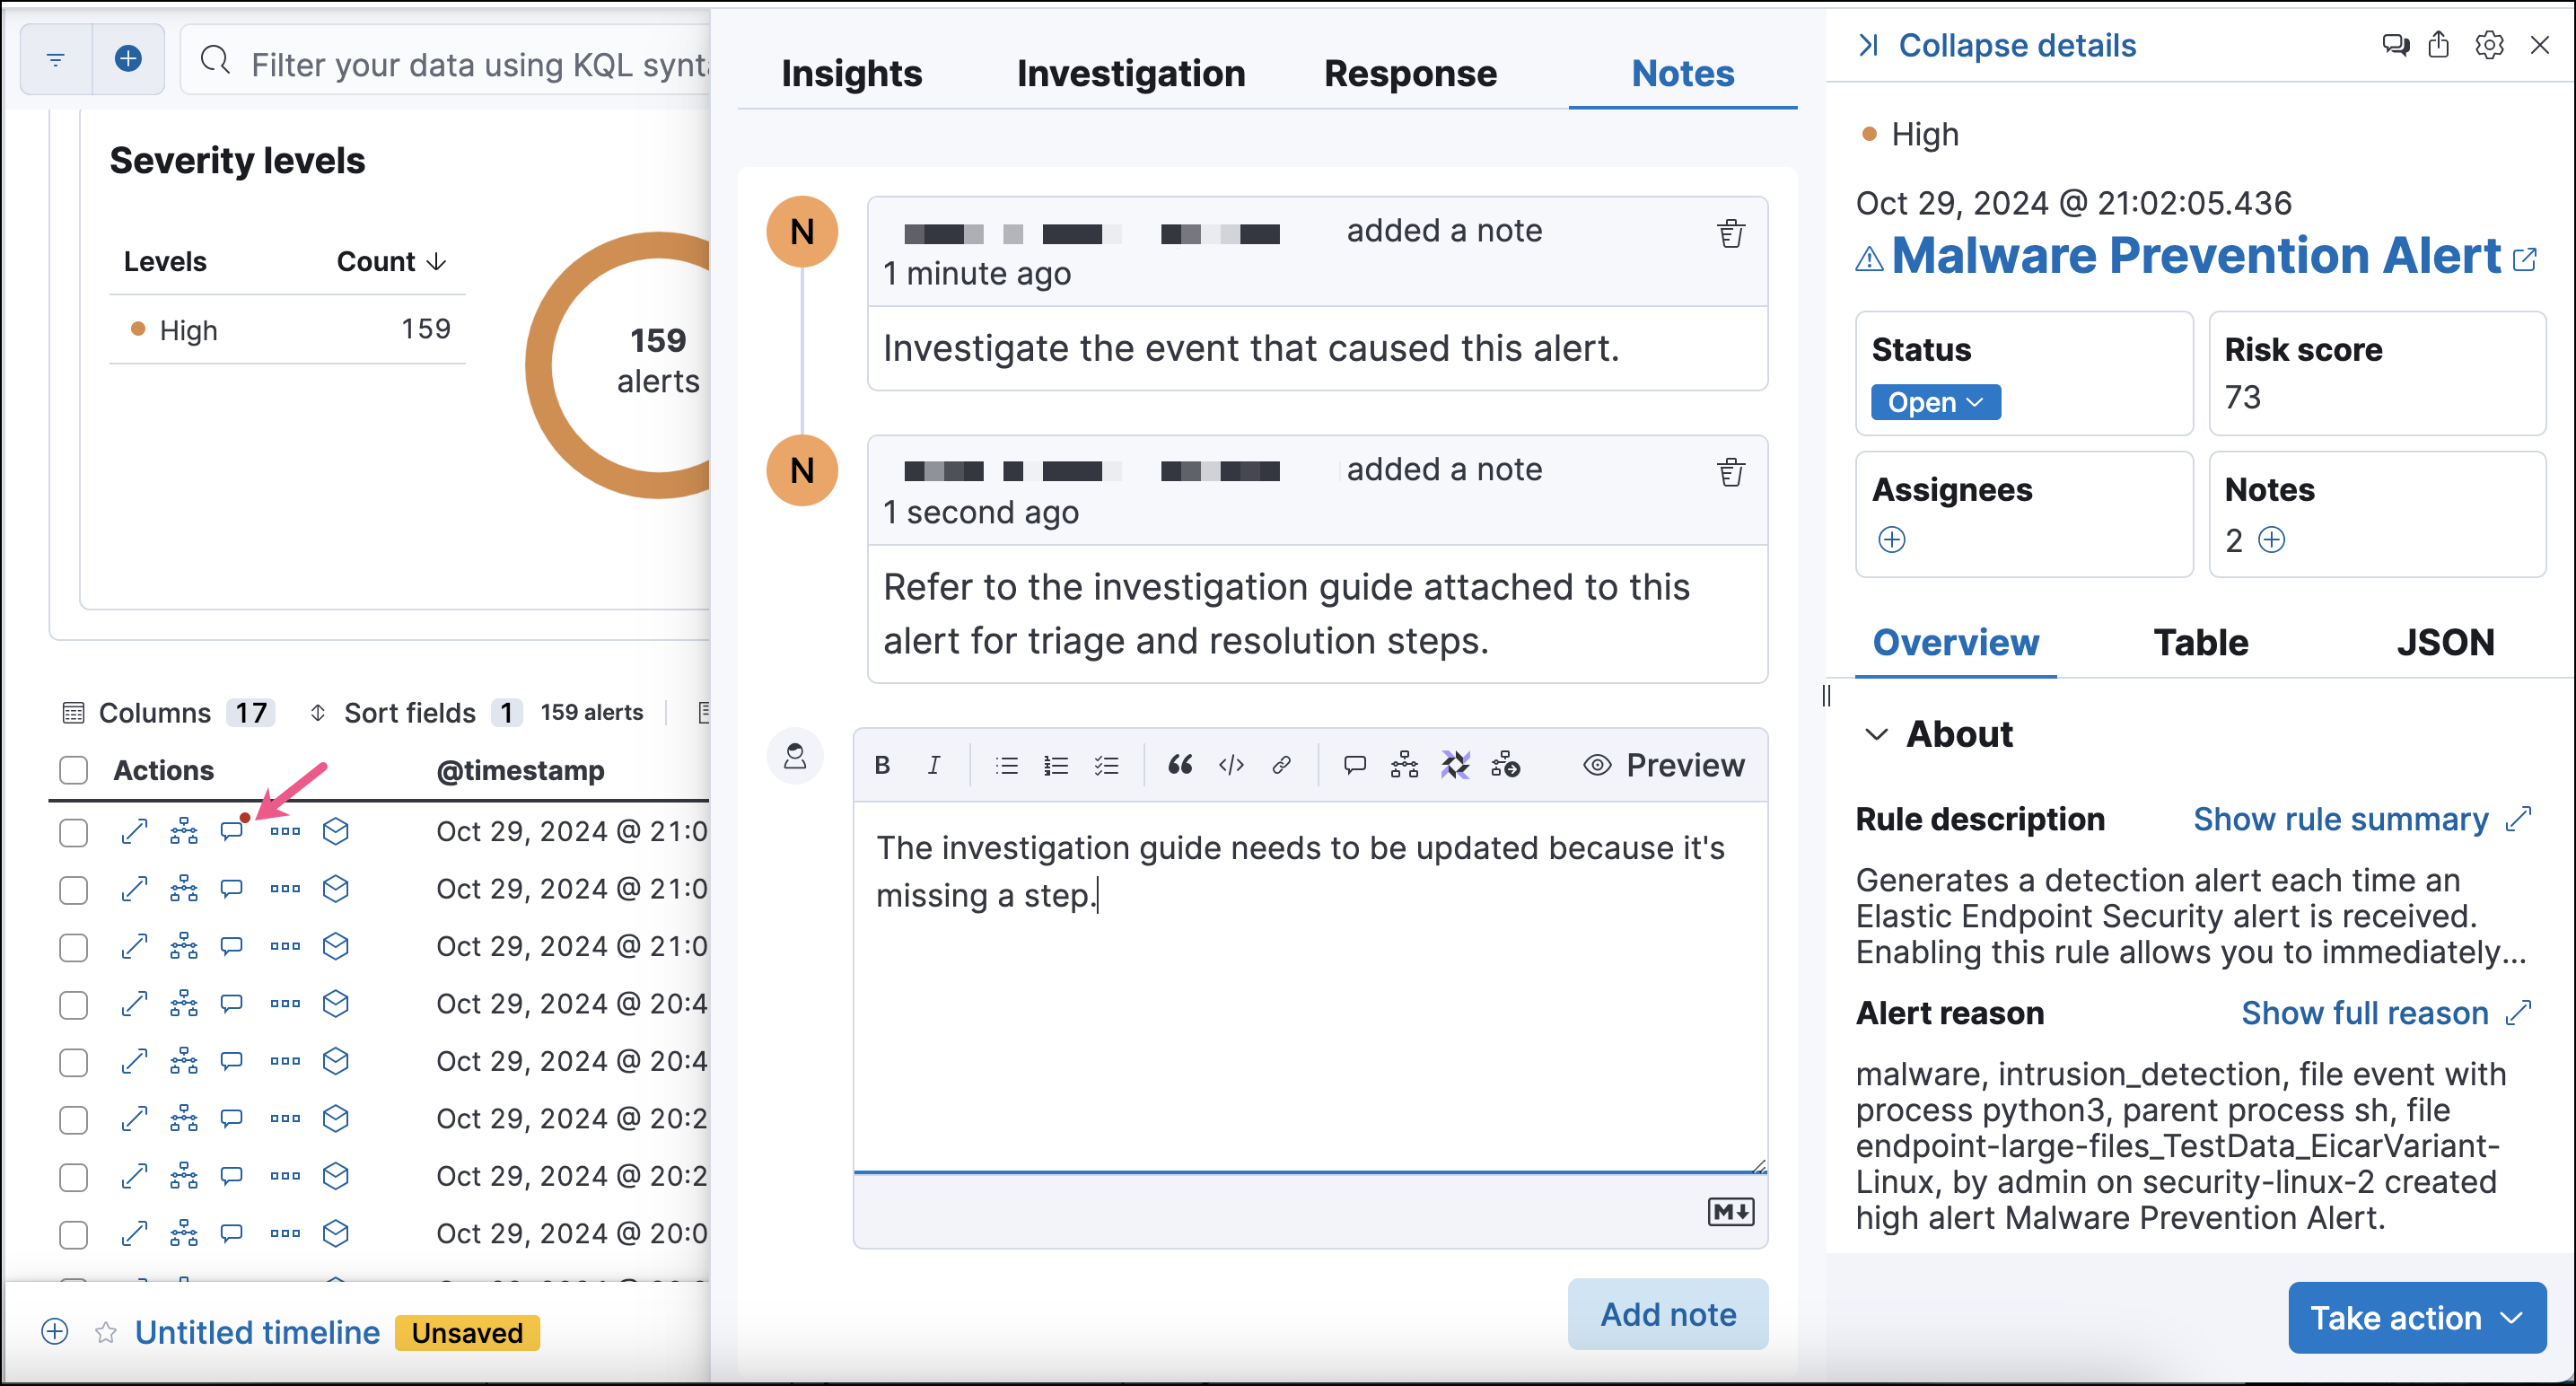 Filter your data using KQL synt
Severity levels
Levels Count
High 159
159
alerts
Columns 17 Sort fields 1 159 alerts
Actions @timestamp
Oct 29, 2024 @ 21:0
Oct 29, 2024 @ 21:0
Oct 29, 2024 @ 21:0
Oct 29, 2024 @ 20:4
Oct 29, 2024 @ 20:4
Oct 29, 2024 @ 20:2
Oct 29, 2024 @ 20:2
Oct 29, 2024 @ 20:0
Untitled timeline Unsaved
Insights Investigation Response Notes
N
added a note
1 minute ago
Investigate the event that caused this alert.
N
added a note
1 second ago
Refer to the investigation guide attached to this
alert for triage and resolution steps.
B I Preview
The investigation guide needs to be updated because it's
missing a step.
M
Add note
Collapse details
High
Oct 29, 2024 @ 21:02:05.436
Malware Prevention Alert
Status
Open
Risk score
73
Assignees
Notes
2
Overview Table JSON
About
Rule description Show rule summary
Generates a detection alert each time an
Elastic Endpoint Security alert is received.
Enabling this rule allows you to immediately...
Alert reason Show full reason
malware, intrusion_detection, file event with
process python3, parent process sh, file
endpoint-large-files_TestData_EicarVariant-
Linux, by admin on security-linux-2 created
high alert Malware Prevention Alert.
Take action